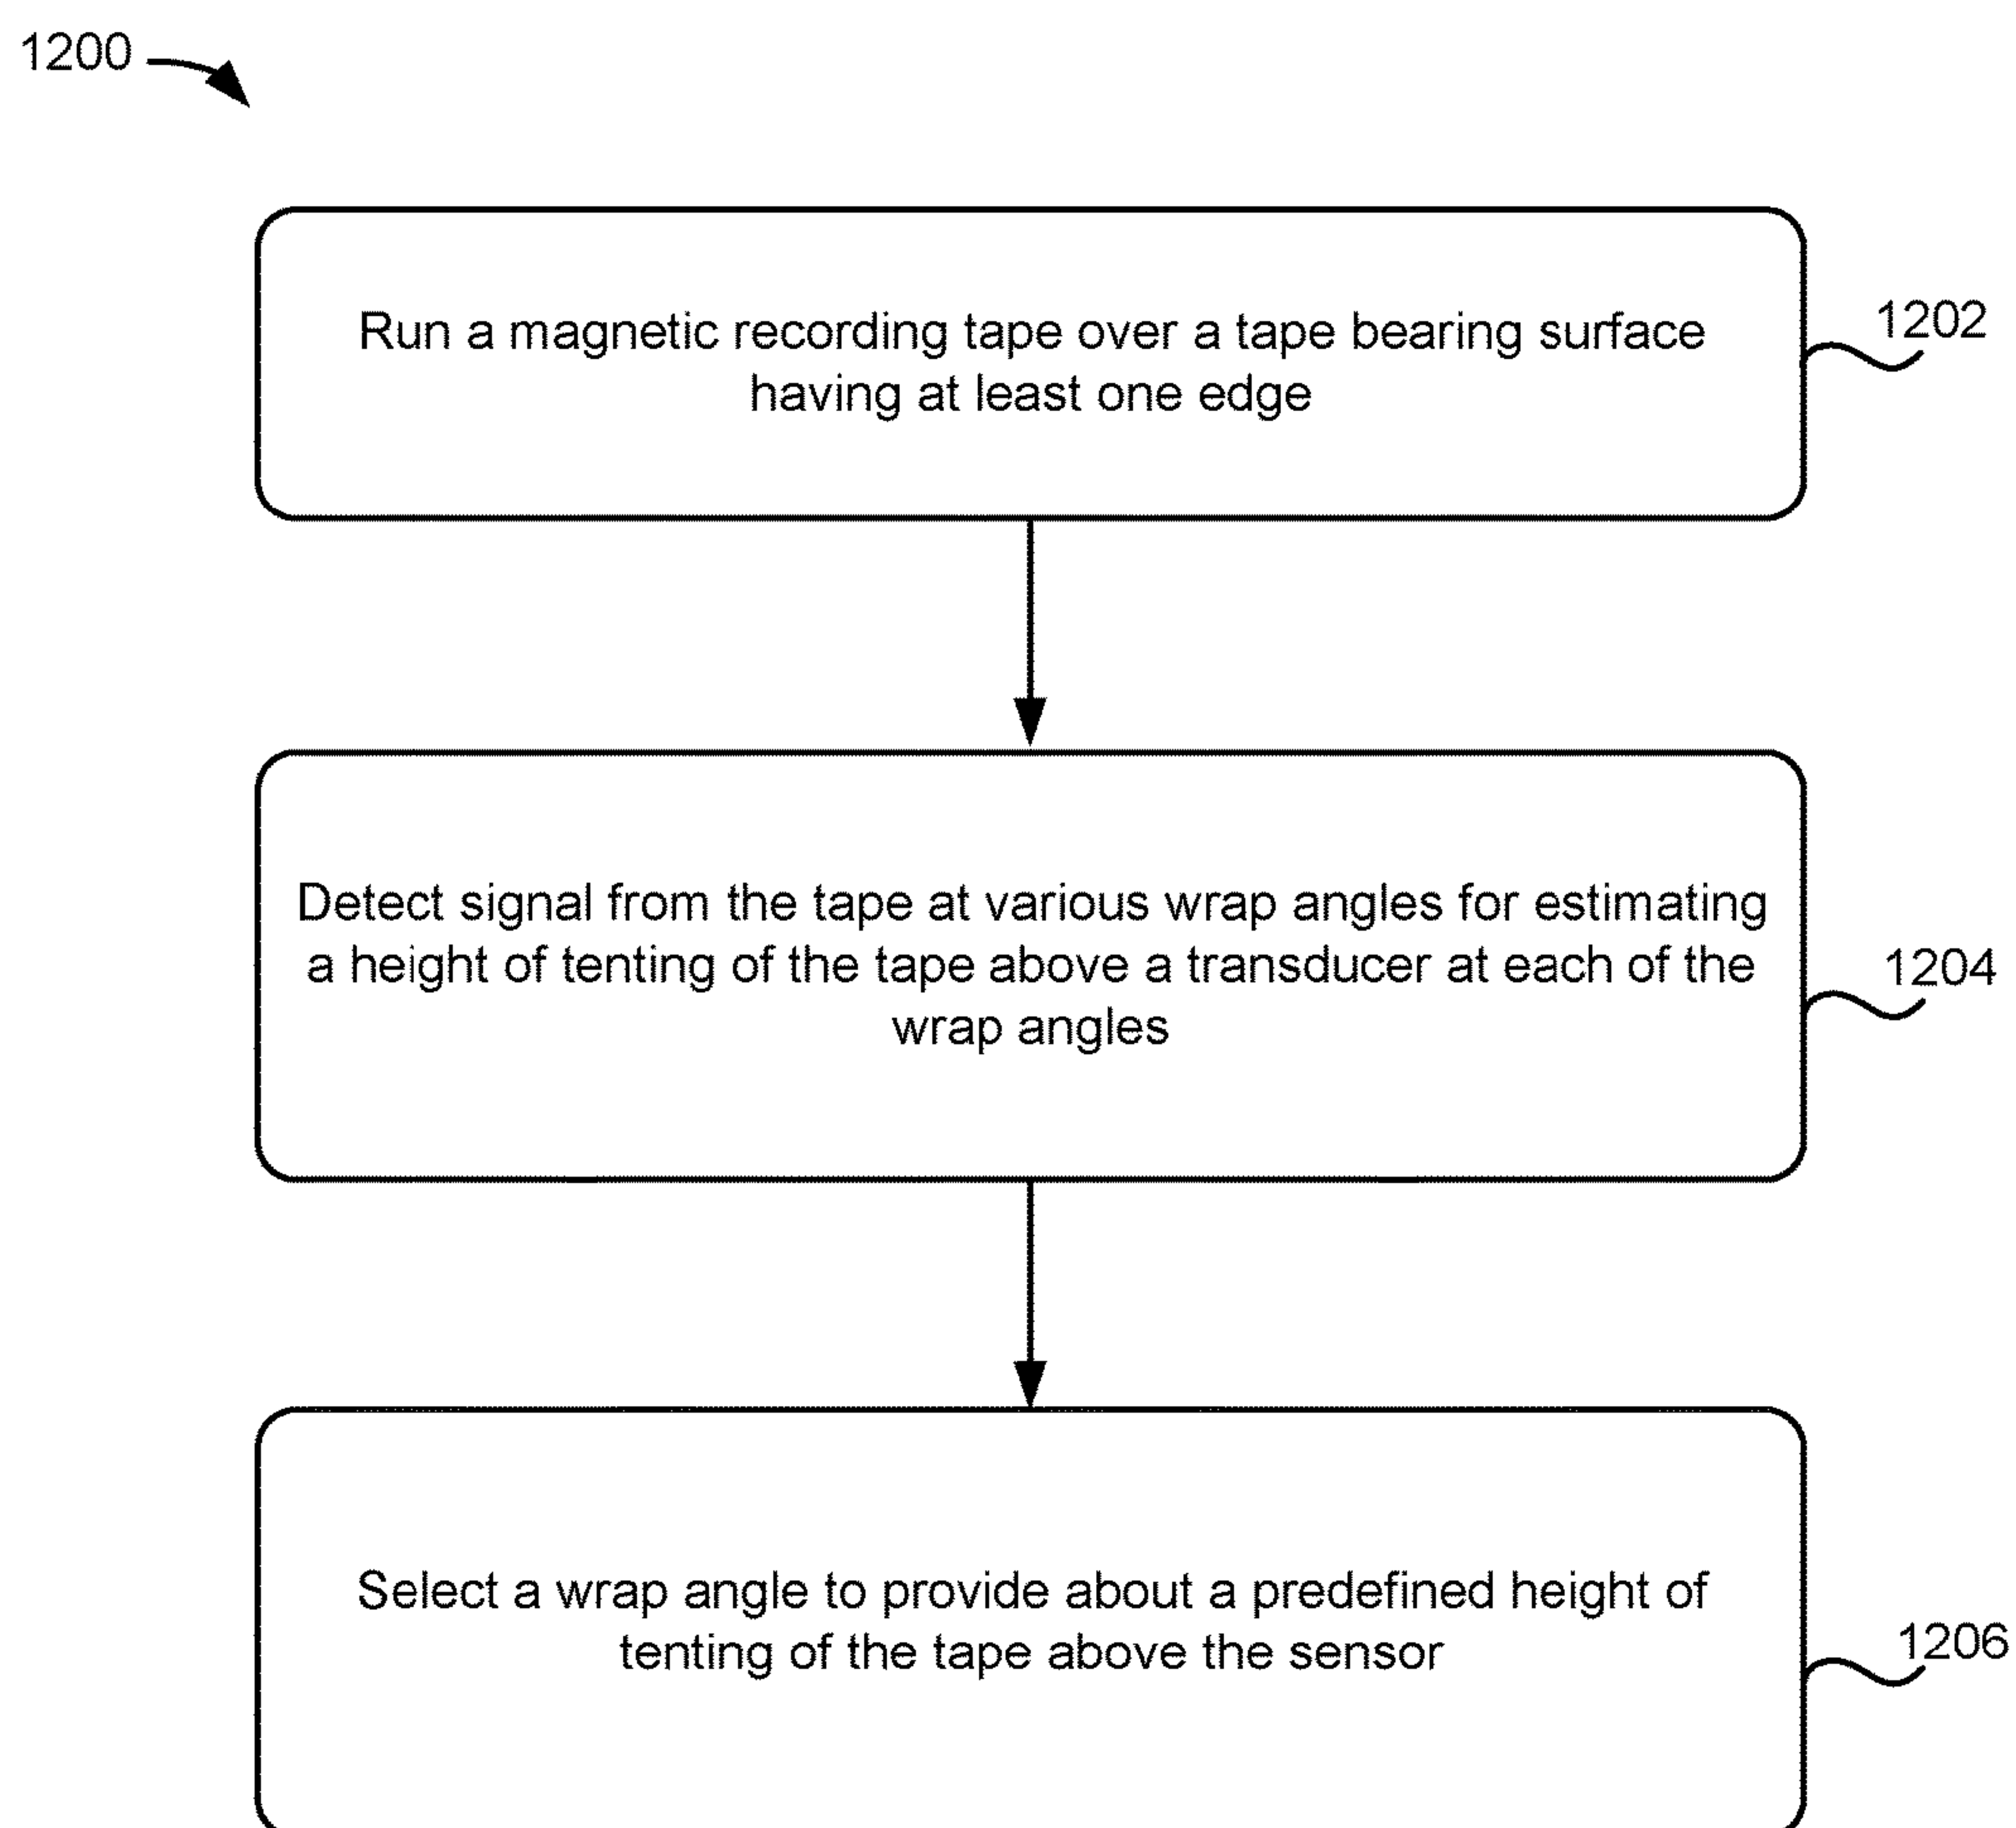 1200
Run a magnetic recording tape over a tape bearing surface
having at least one edge
1202
Detect signal from the tape at various wrap angles for estimating
a height of tenting of the tape above a transducer at each of the
wrap angles
1204
Select a wrap angle to provide about a predefined height of
tenting of the tape above the sensor
1206